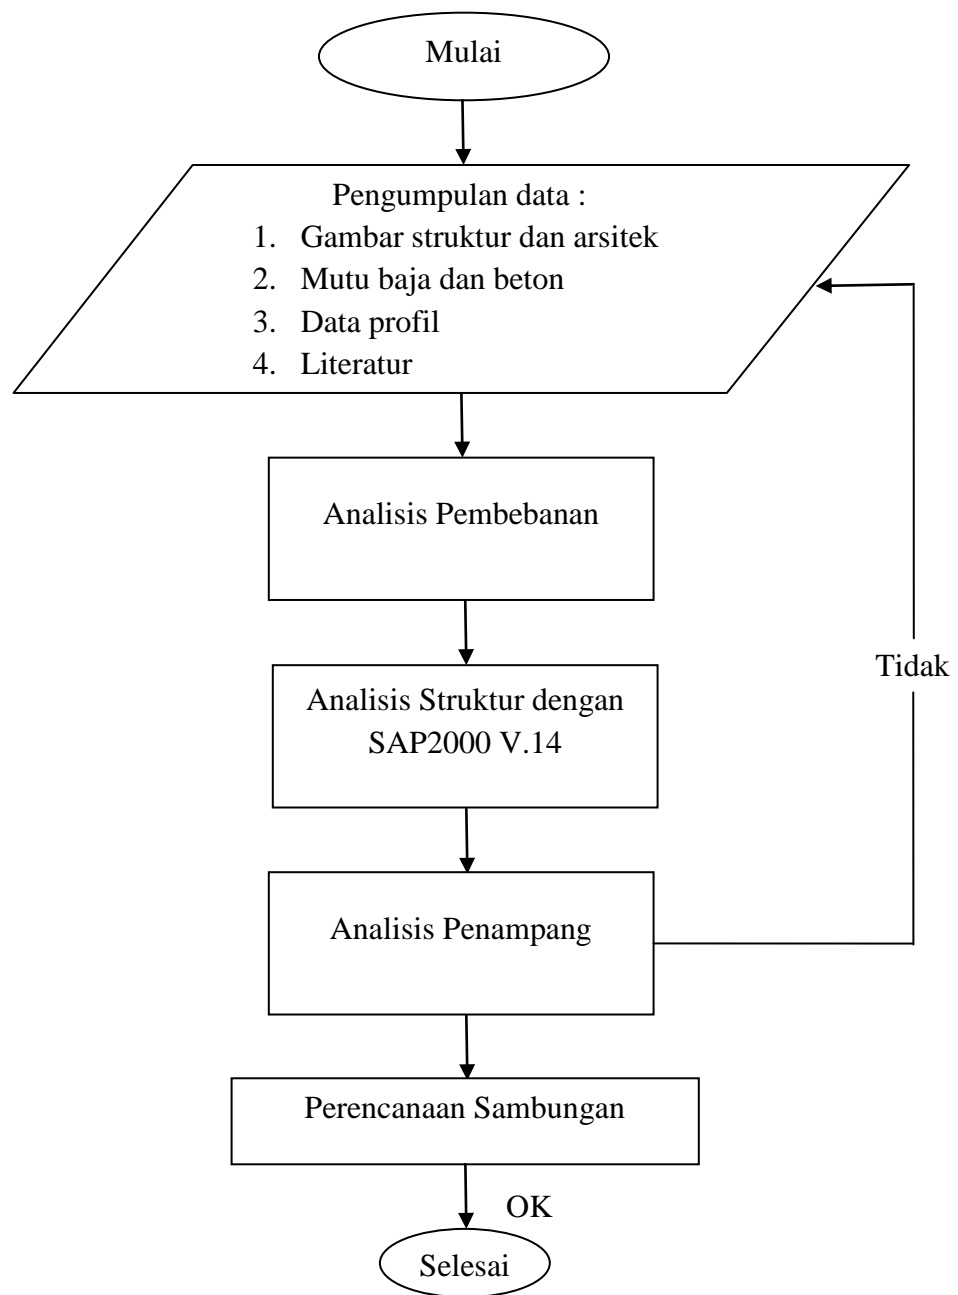 Mulai
Pengumpulan data :
1. Gambar struktur dan arsitek
2. Mutu baja dan beton
3. Data profil
4. Literatur
Analisis Pembebanan
Analisis Struktur dengan
SAP2000 V.14
Tidak
Analisis Penampang
Perencanaan Sambungan
OK
Selesai